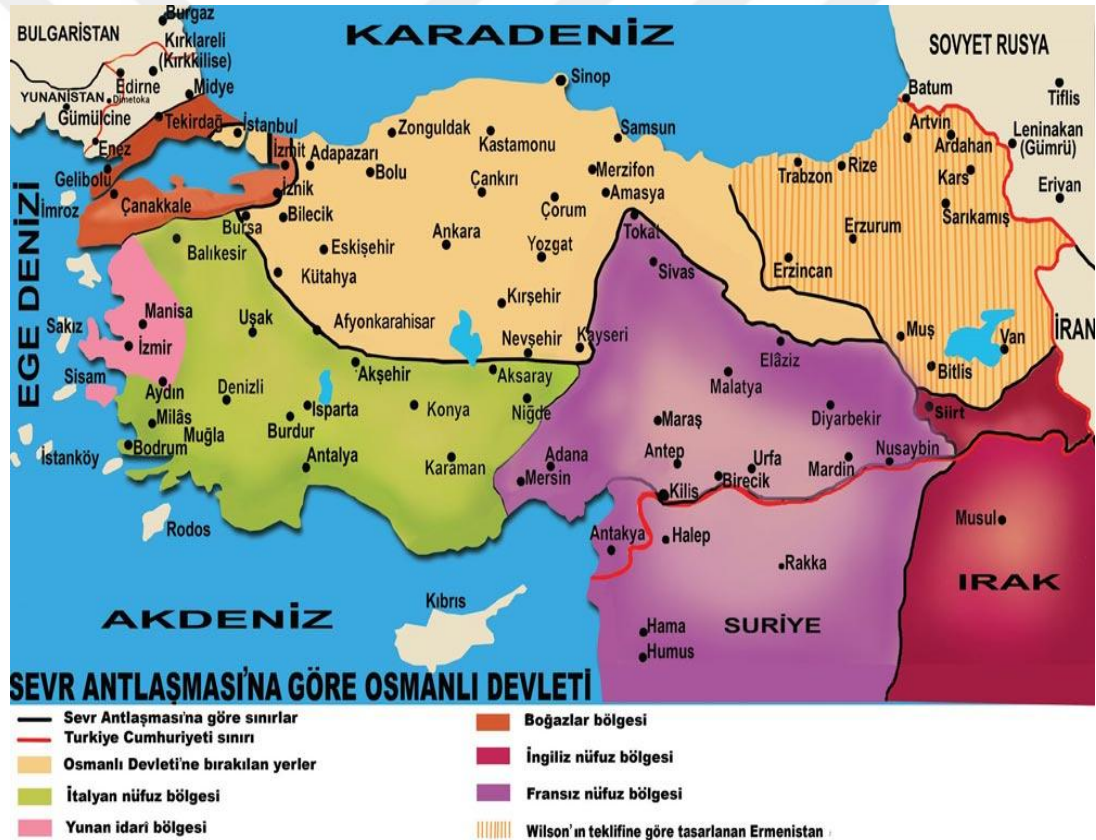 Burgaz
BULGARİSTAN
Kırklareli
(Kırkkilise)
KARADENİZ
SOVYET RUSYA
Edirne
YUNANİSTAN
Dimetoka
Midye
Sinop
Batum
Tiflis
Gümülcine
Tekirdağ
İstanbul
Zonguldak
Kastamonu
Samsun
Artvin
Ardahan
Leninakan
(Gümrü)
Enez
İzmit
Adapazarı
Bolu
Merzifon
Trabzon
Rize
Kars
Gelibolu
İznik
Çankırı
Amasya
Erivan
İmroz
Çanakkale
Bilecik
Çorum
Sarıkamış
Bursa
Ankara
Tokat
Erzurum
EGE DENİZİ
Balıkesir
Eskişehir
Yozgat
Sivas
Erzincan
Kütahya
Kırşehir
Sakız
Manisa
Uşak
Afyonkarahisar
Nevşehir
Kayseri
Muş
Van
İRAN
İzmir
Elâziz
Bitlis
Sisam
Aydın
Denizli
Akşehir
Aksaray
Malatya
Milâs
Isparta
Konya
Niğde
Maraş
Diyarbekir
Siirt
Muğla
Burdur
Bodrum
İstanköy
Antalya
Karaman
Adana
Mersin
Antep
Urfa
Birecik
Mardin
Nusaybin
Kilis
Rodos
Antakya
Halep
Musul
Rakka
IRAK
Kıbrıs
AKDENİZ
Hama
SURİYE
Humus
SEVR ANTLAŞMASI'NA GÖRE OSMANLI DEVLETİ
Sevr Antlaşması'na göre sınırlar
Turkiye Cumhuriyeti sınırı
Osmanlı Devleti'ne bırakılan yerler
İtalyan nüfuz bölgesi
Yunan idarî bölgesi
Boğazlar bölgesi
İngiliz nüfuz bölgesi
Fransız nüfuz bölgesi
Wilson'ın teklifine göre tasarlanan Ermenistan